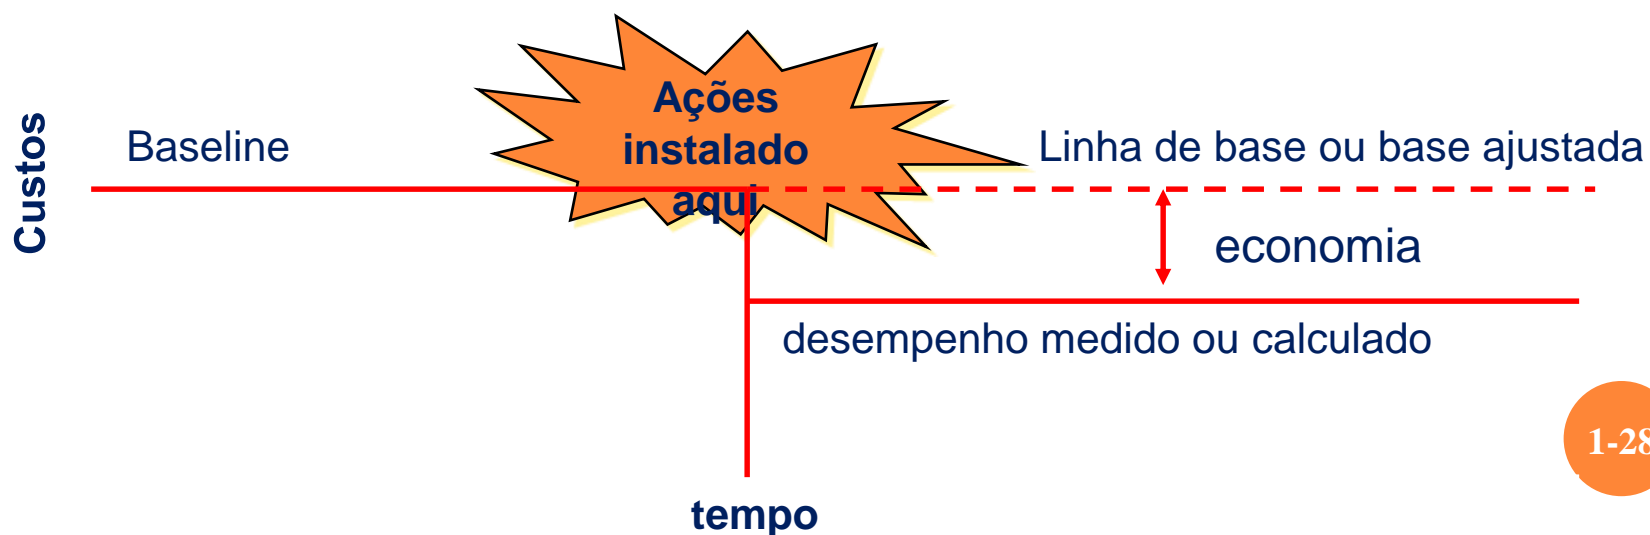 Ações
instalado
aqui
Custos
Baseline
Linha de base ou base ajustada
economia
desempenho medido ou calculado
1-28
tempo